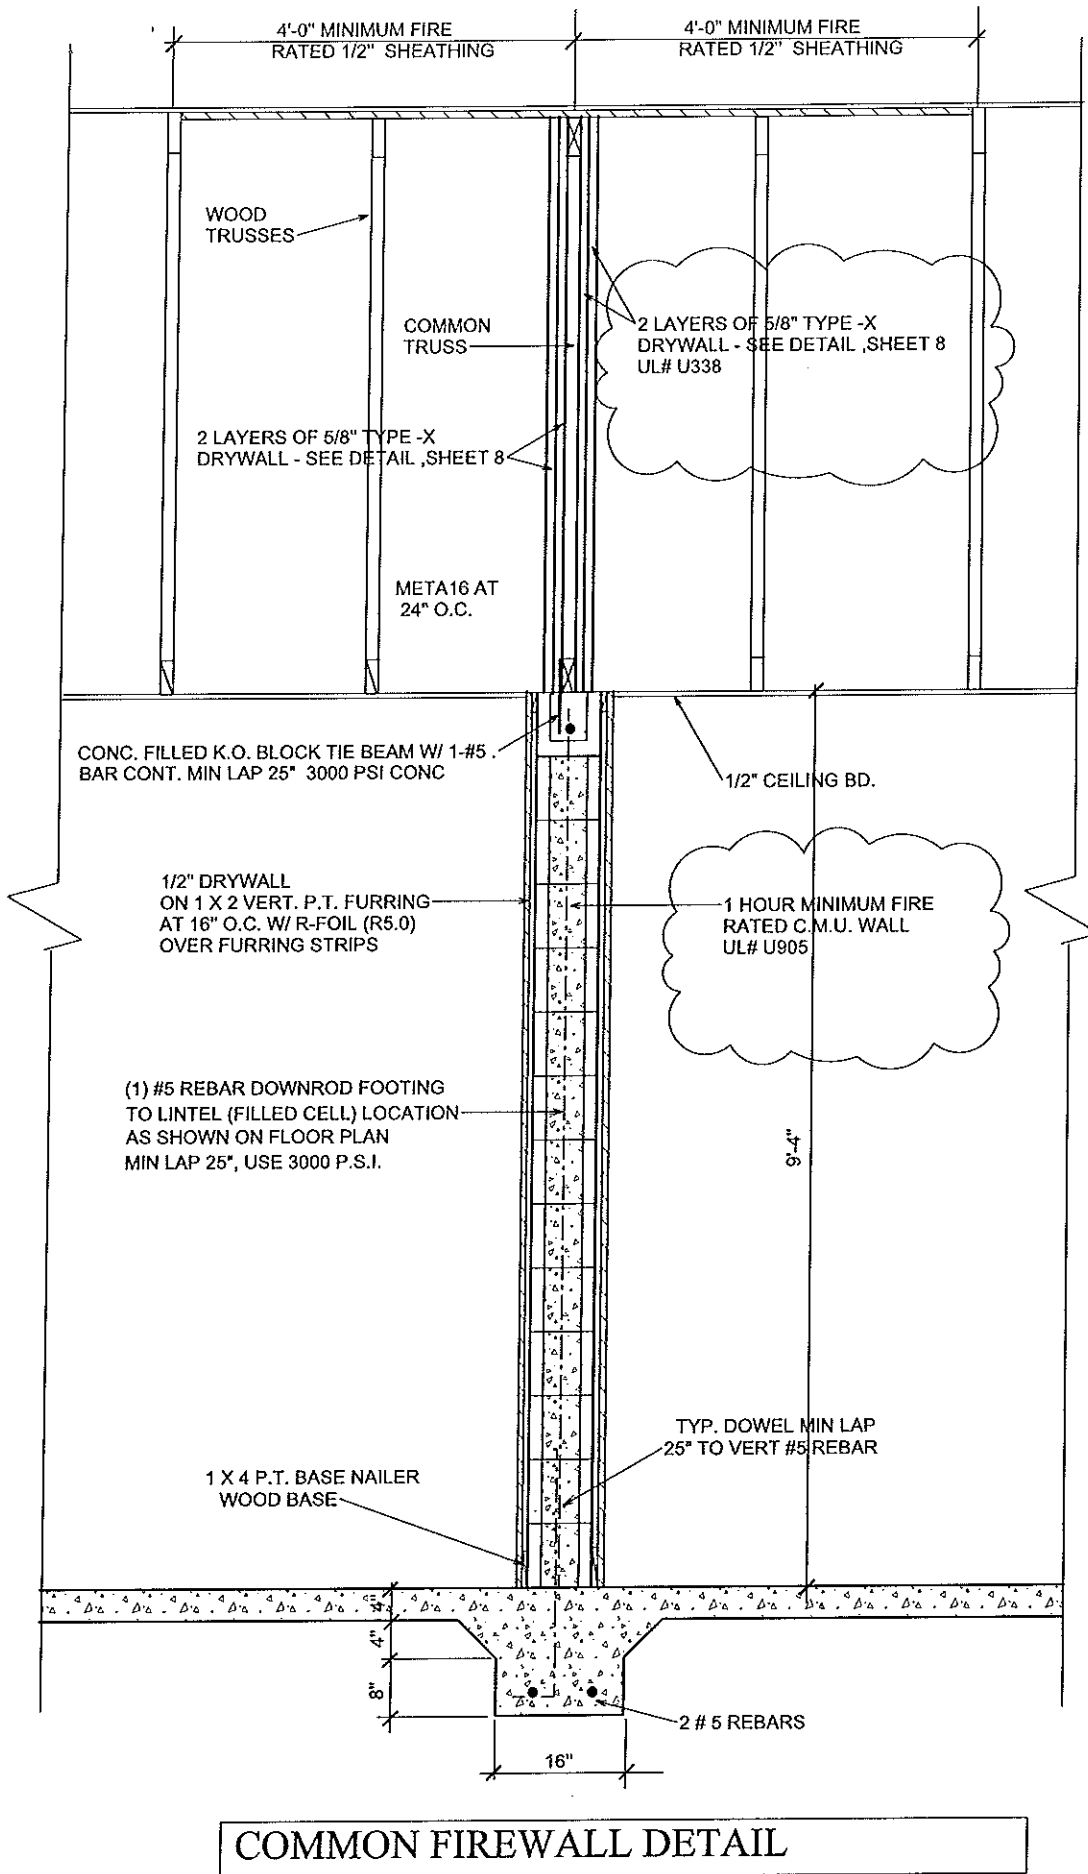 4'-0" MINIMUM FIRE
RATED 1/2" SHEATHING
4'-0" MINIMUM FIRE
RATED 1/2" SHEATHING
WOOD
TRUSSES
COMMON
TRUSS
2 LAYERS OF 5/8" TYPE -X
DRYWALL - SEE DETAIL ,SHEET 8
UL# U338
2 LAYERS OF 5/8" TYPE -X
DRYWALL - SEE DETAIL ,SHEET 8
META16 AT
24" O.C.
CONC. FILLED K.O. BLOCK TIE BEAM W/ 1-#5 .
BAR CONT. MIN LAP 25" 3000 PSI CONC
1/2" CEILING BD.
1/2" DRYWALL
ON 1 X 2 VERT. P.T. FURRING
AT 16" O.C. W/ R-FOIL (R5.0)
OVER FURRING STRIPS
1 HOUR MINIMUM FIRE
RATED C.M.U. WALL
UL# U905
(1) #5 REBAR DOWNROD FOOTING
TO LINTEL (FILLED CELL) LOCATION
AS SHOWN ON FLOOR PLAN
MIN LAP 25", USE 3000 P.S.I.
9'-4"
TYP. DOWEL MIN LAP
25" TO VERT #5 REBAR
1 X 4 P.T. BASE NAILER
WOOD BASE
4"
4"
8"
2 # 5 REBARS
16"
COMMON FIREWALL DETAIL